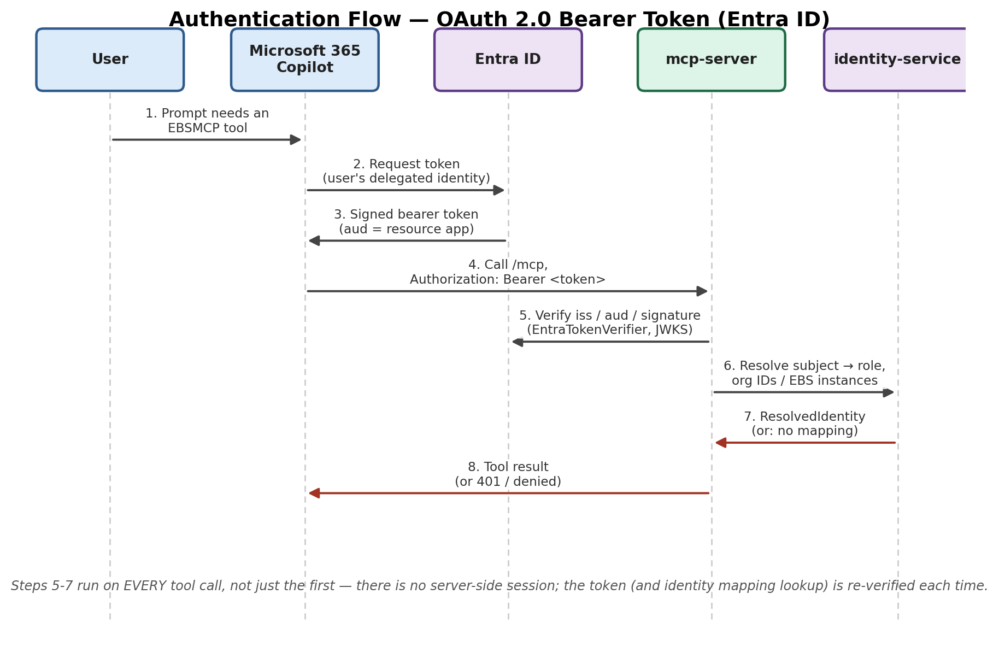 Authentication Flow — OAuth 2.0 Bearer Token (Entra ID)
User
Microsoft 365
Copilot
Entra ID
mcp-server
identity-service
1. Prompt needs an
EBSMCP tool
2. Request token
(user's delegated identity)
3. Signed bearer token
(aud = resource app)
4. Call /mcp,
Authorization: Bearer <token>
5. Verify iss / aud / signature
(EntraTokenVerifier, JWKS)
6. Resolve subject → role,
org IDs / EBS instances
7. ResolvedIdentity
(or: no mapping)
8. Tool result
(or 401 / denied)
Steps 5-7 run on EVERY tool call, not just the first — there is no server-side session; the token (and identity mapping lookup) is re-verified each time.